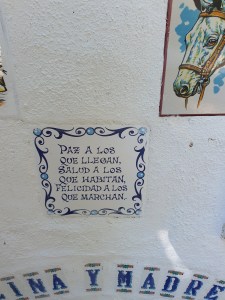 PAZ A LOS
QUE LLEGAN,
SALUD A LOS
QUE HABITAN,
FELICIDAD A LOS
QUE MARCHAN.
INA Y MADRE